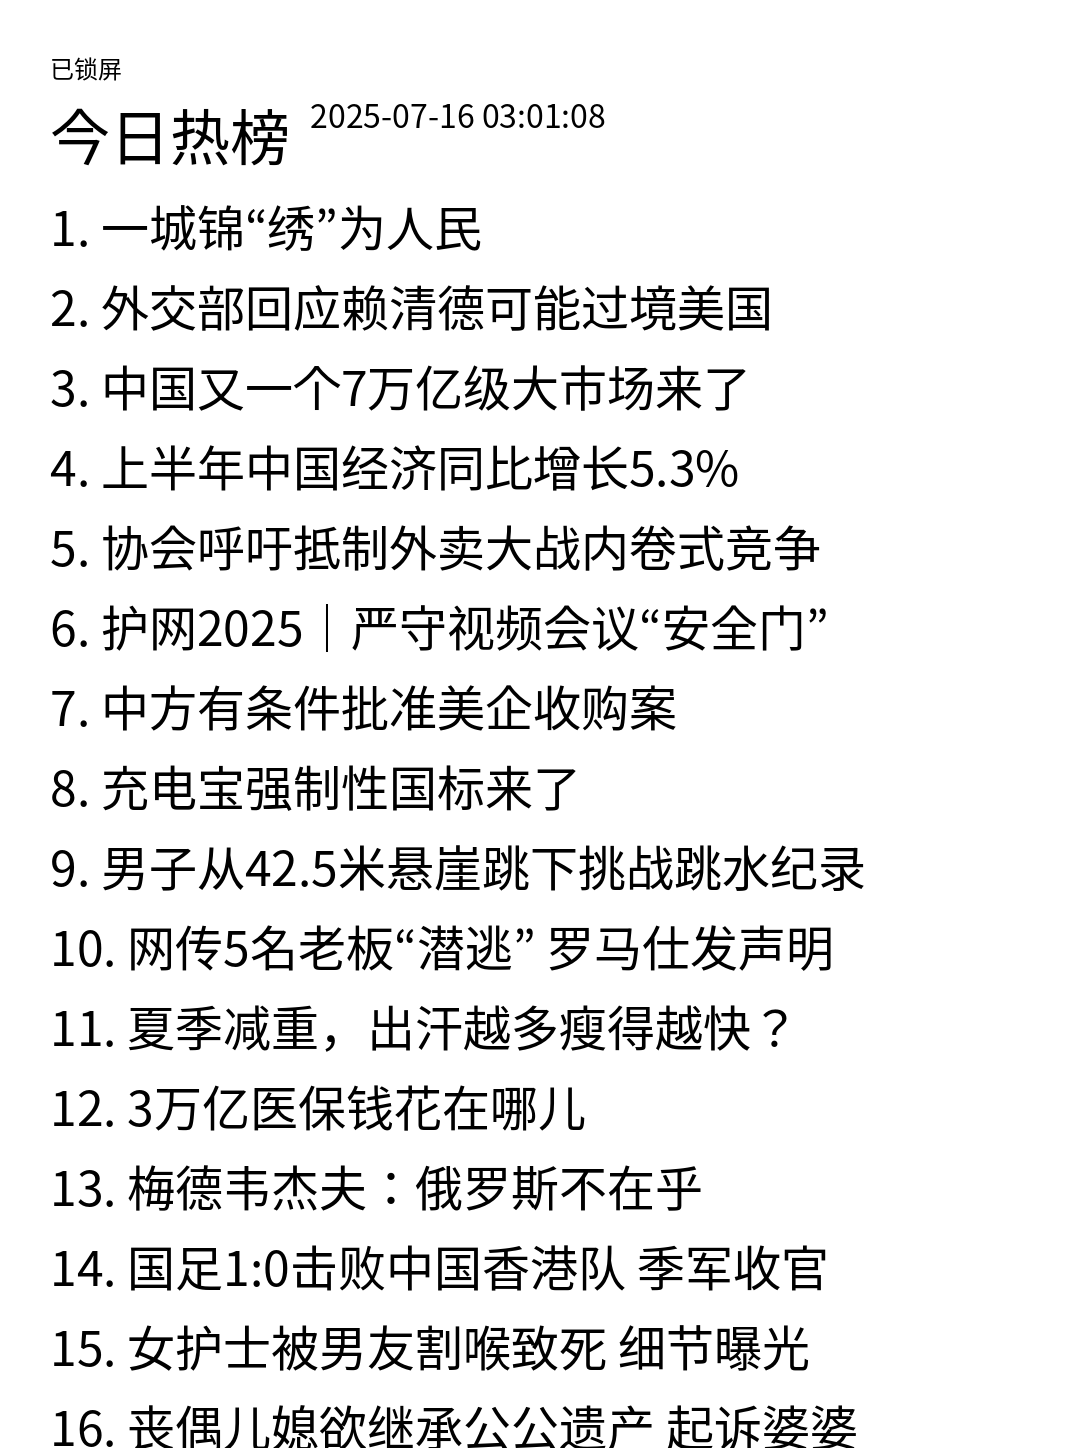 已锁屏
今日热榜 2025-07-16 03:01:08
1. 一城锦“绣”为人民
2. 外交部回应赖清德可能过境美国
3. 中国又一个7万亿级大市场来了
4. 上半年中国经济同比增长5.3%
5. 协会呼吁抵制外卖大战内卷式竞争
6. 护网2025｜严守视频会议“安全门”
7. 中方有条件批准美企收购案
8. 充电宝强制性国标来了
9. 男子从42.5米悬崖跳下挑战跳水纪录
10. 网传5名老板“潜逃” 罗马仕发声明
11. 夏季减重，出汗越多瘦得越快？
12. 3万亿医保钱花在哪儿
13. 梅德韦杰夫：俄罗斯不在乎
14. 国足1:0击败中国香港队 季军收官
15. 女护士被男友割喉致死 细节曝光
16. 丧偶儿媳欲继承公公遗产 起诉婆婆